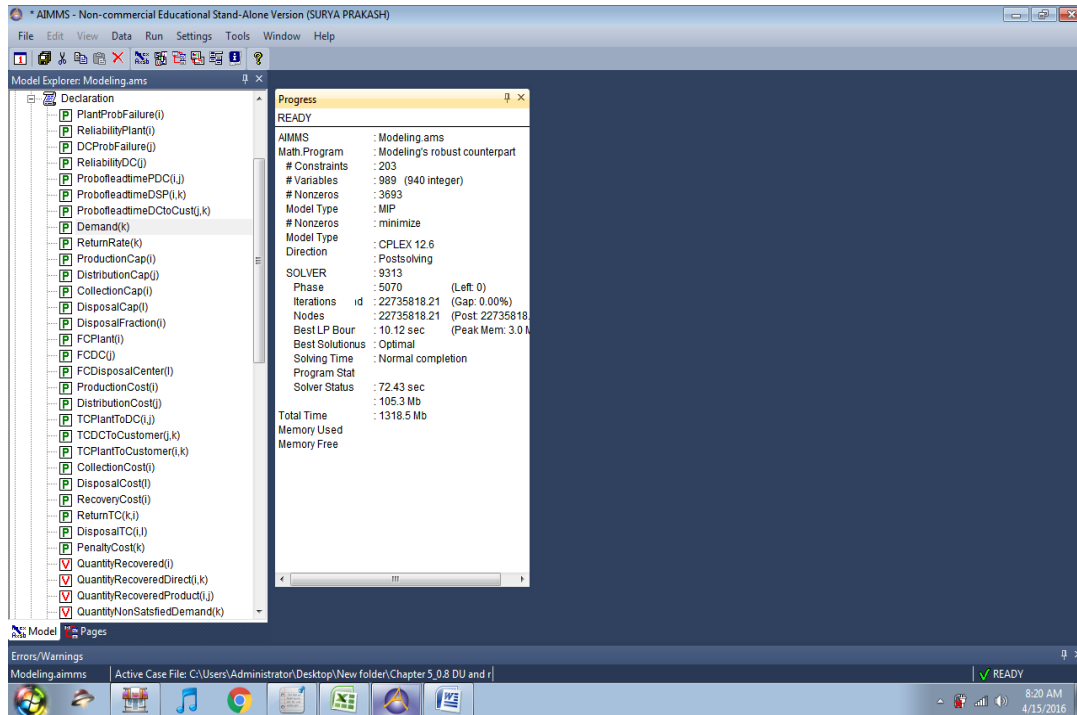 * AIMMS - Non-commercial Educational Stand-Alone Version (SURYA PRAKASH)
File Edit View Data Run Settings Tools Window Help
Model Explorer: Modeling.ams
Declaration
P PlantProbFailure(i)
P ReliabilityPlant(i)
P DCProbFailure(j)
P ReliabilityDC(j)
P ProbofleadtimePDC(i,j)
P ProbofleadtimeDSP(i,k)
P ProbofleadtimeDCtoCust(j,k)
P Demand(k)
P ReturnRate(k)
P ProductionCap(i)
P DistributionCap(j)
P CollectionCap(i)
P DisposalCap(l)
P DisposalFraction(i)
P FCPlant(i)
P FCDC(j)
P FCDisposalCenter(l)
P ProductionCost(i)
P DistributionCost(j)
P TCPlantToDC(i,j)
P TCDCToCustomer(j,k)
P TCPlantToCustomer(i,k)
P CollectionCost(i)
P DisposalCost(l)
P RecoveryCost(i)
P ReturnTC(k,i)
P DisposalTC(i,l)
P PenaltyCost(k)
V QuantityRecovered(i)
V QuantityRecoveredDirect(i,k)
V QuantityRecoveredProduct(i,j)
V QuantityNonSatsfiedDemand(k)
Model Pages
Progress
READY
AIMMS : Modeling.ams
Math.Program : Modeling's robust counterpart
# Constraints : 203
# Variables : 989 (940 integer)
# Nonzeros : 3693
Model Type : MIP
# Nonzeros : minimize
Model Type
: CPLEX 12.6
Direction
: Postsolving
SOLVER : 9313
Phase : 5070 (Left: 0)
Iterations ıd : 22735818.21 (Gap: 0.00%)
Nodes : 22735818.21 (Post: 22735818.
Best LP Bour : 10.12 sec (Peak Mem: 3.0 M
Best Solutionus : Optimal
Solving Time : Normal completion
Program Stat
Solver Status : 72.43 sec
: 105.3 Mb
Total Time : 1318.5 Mb
Memory Used
Memory Free
Errors/Warnings
Modeling.aimms Active Case File: C:\Users\Administrator\Desktop\New folder\Chapter 5_0.8 DU and r
READY
8:20 AM
4/15/2016